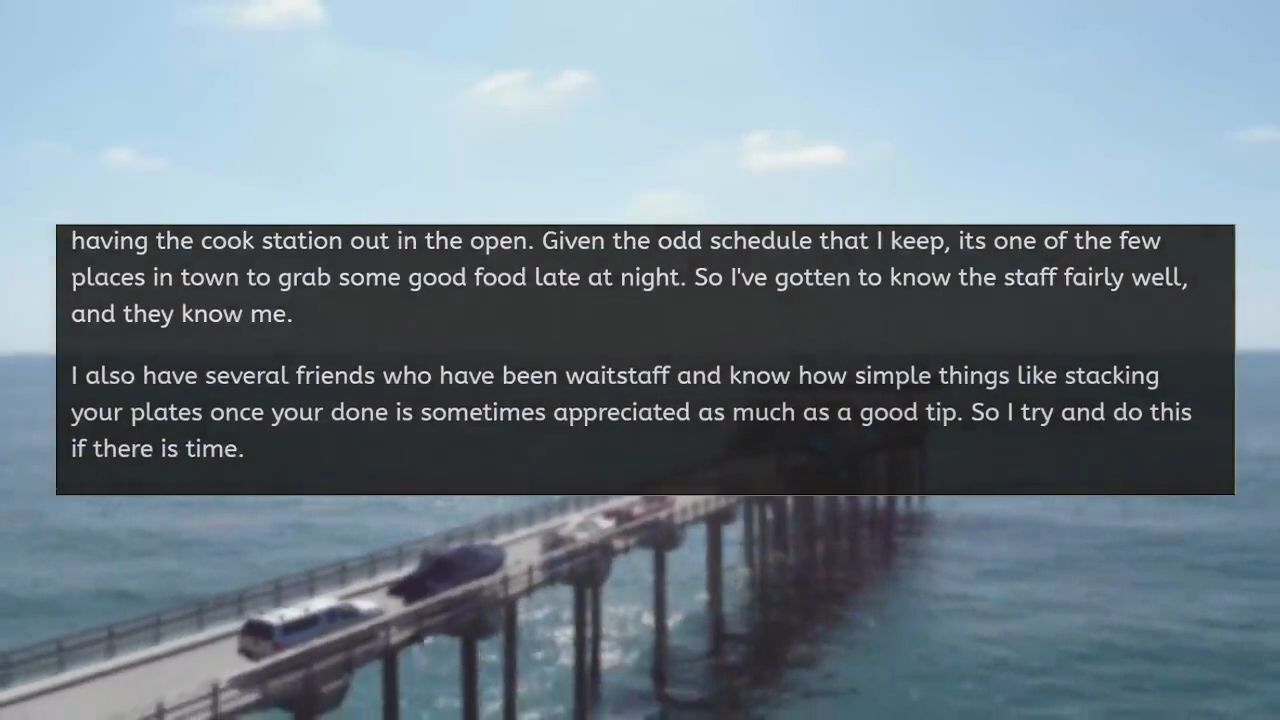 having the cook station out in the open. Given the odd schedule that I keep, its one of the few
places in town to grab some good food late at night. So I've gotten to know the staff fairly well,
and they know me.
I also have several friends who have been waitstaff and know how simple things like stacking
your plates once your done is sometimes appreciated as much as a good tip. So I try and do this
if there is time.